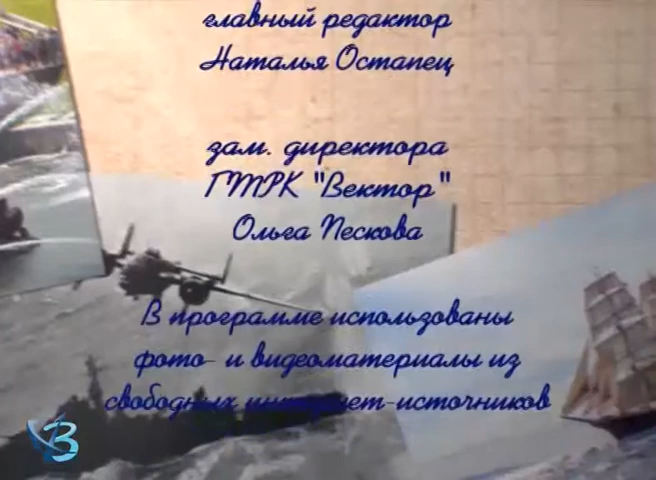 главный редактор
Наталья Остапец
зам. директора
ГТРК "Вектор"
Ольга Пескова
В программе использованы
фото- и видеоматериалы из
свободных интернет-источников
В